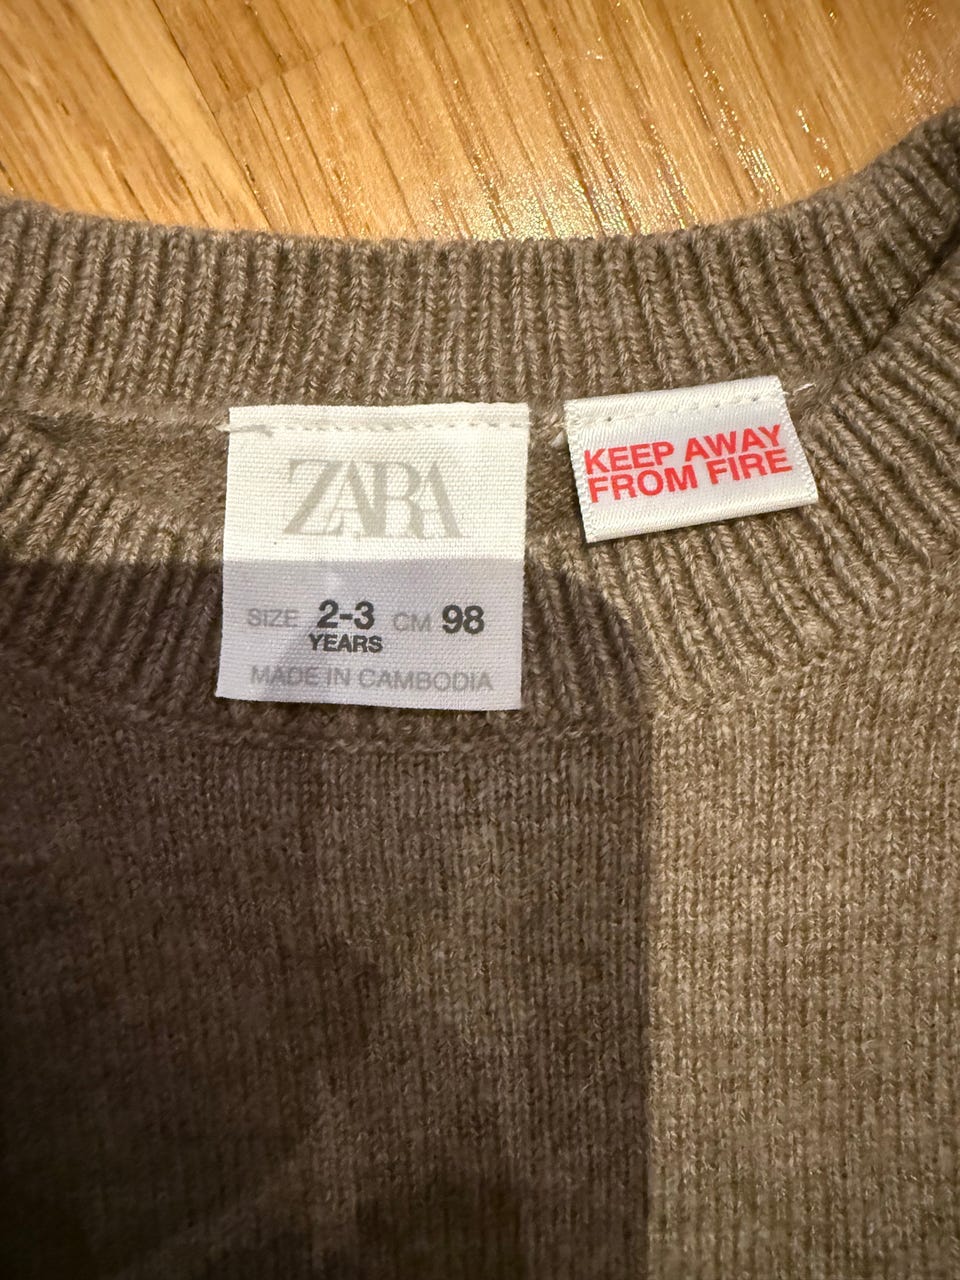 ZARA
SIZE 2-3 CM 98
YEARS
MADE IN CAMBODIA
KEEP AWAY
FROM FIRE